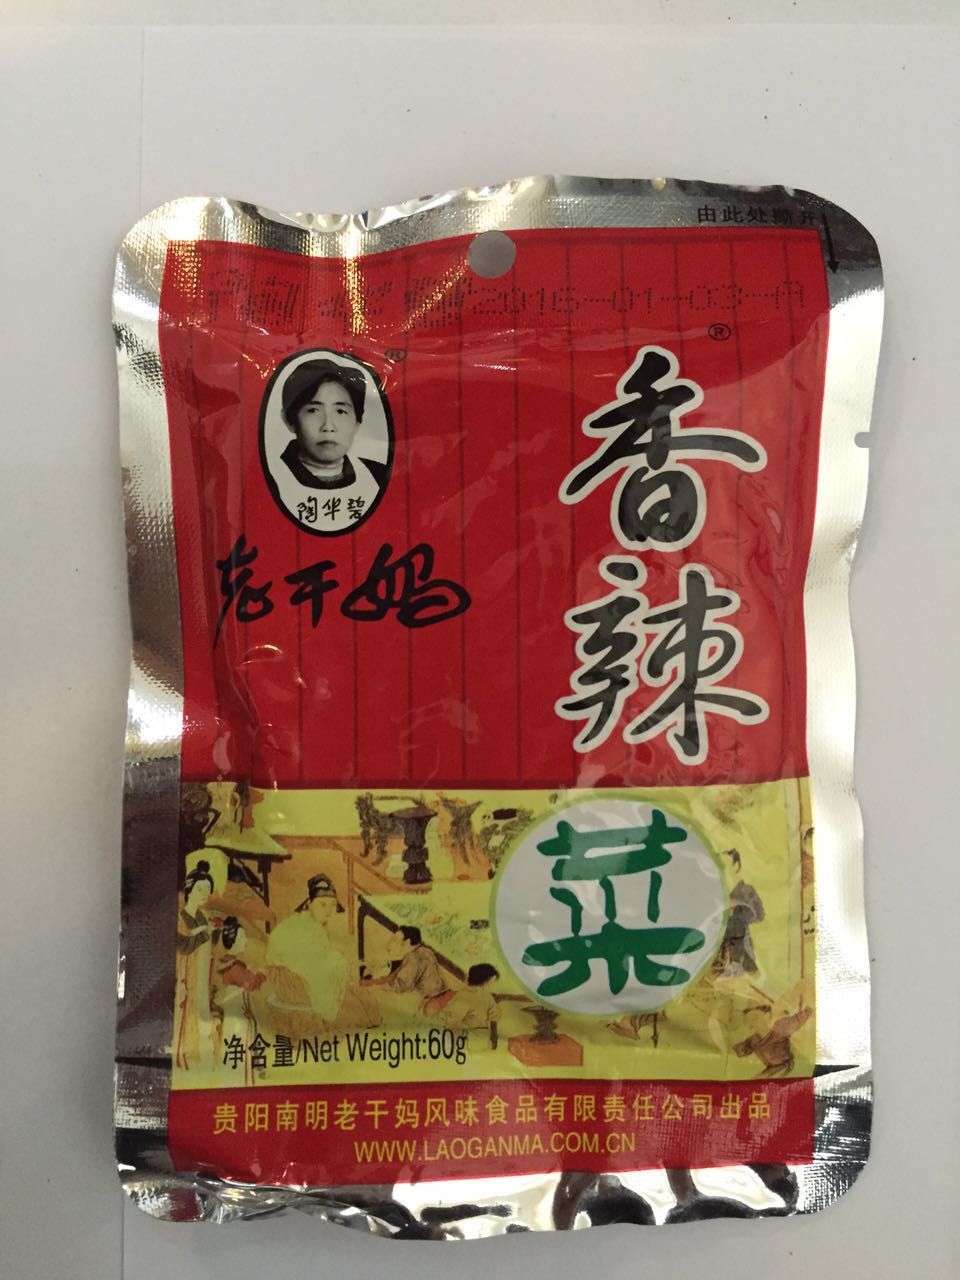 由此处撕开
2016-01-03-A
®
®
陶华碧
老干妈
香辣
菜
净含量/Net Weight:60g
贵阳南明老干妈风味食品有限责任公司出品
WWW.LAOGANMA.COM.CN